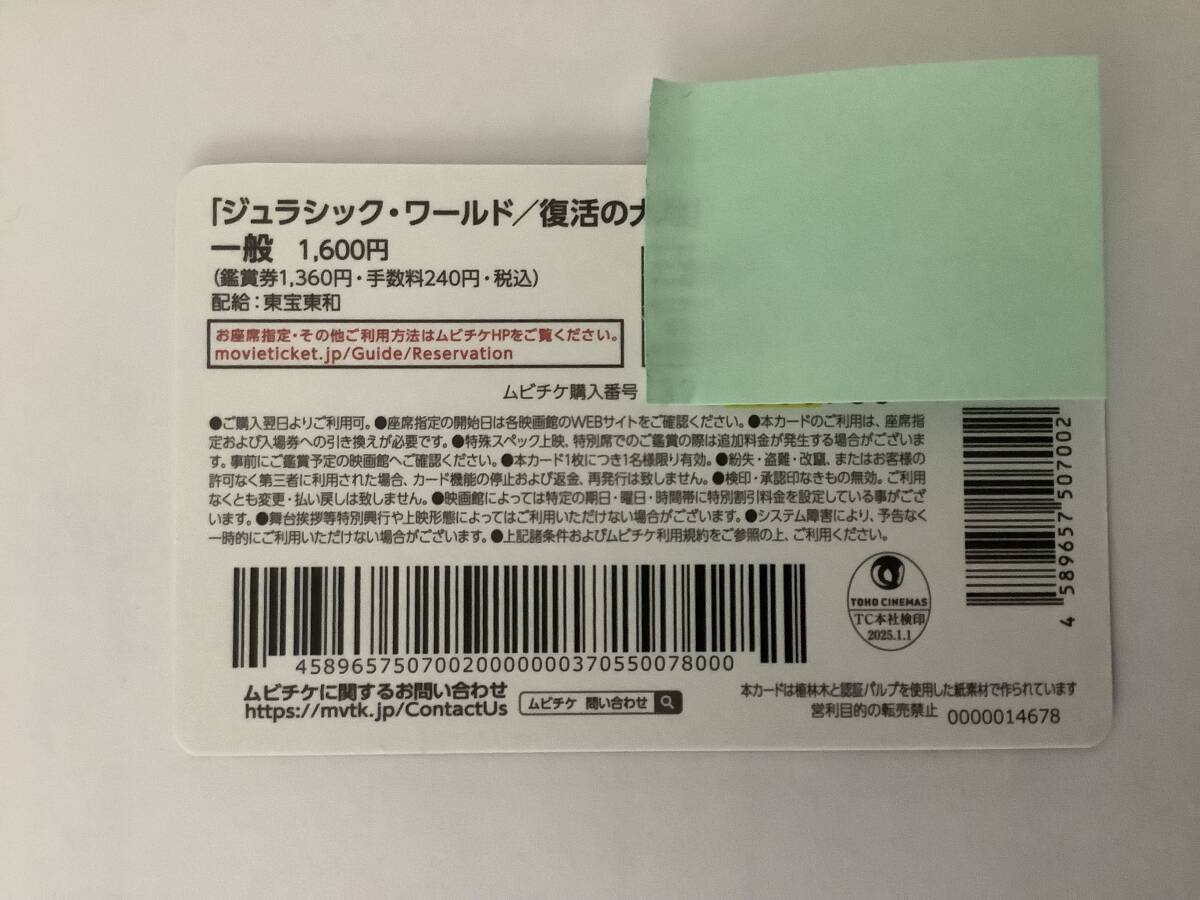 「ジュラシック・ワールド/復活の
一般 1,600円
(鑑賞券1,360円・手数料240円・税込)
配給:東宝東和
お座席指定・その他ご利用方法はムビチケHPをご覧ください。
movieticket.jp/Guide/Reservation
ムビチケ購入番号
●ご購入翌日よりご利用可。●座席指定の開始日は各映画館のWEBサイトをご確認ください。●本カードのご利用は、座席指
定および入場券への引き換えが必要です。●特殊スペック上映、特別席でのご鑑賞の際は追加料金が発生する場合がございま
す。事前にご鑑賞予定の映画館へご確認ください。●本カード1枚につき1名様限り有効。●紛失・盗難・改竄、またはお客様の
許可なく第三者に利用された場合、カード機能の停止および返金、再発行は致しません。●検印・承認印なきもの無効。ご利用
なくとも変更・払い戻しは致しません。●映画館によっては特定の期日・曜日・時間帯に特別割引料金を設定している事がござ
います。●舞台挨拶等特別興行や上映形態によってはご利用いただけない場合がございます。●システム障害により、予告なく
一時的にご利用いただけない場合がございます。●上記諸条件およびムビチケ利用規約をご参照の上、ご利用ください。
45896575070020000000370550078000
4 589657 507002
TOHO CINEMAS
TC本社検印
2025.1.1
ムビチケに関するお問い合わせ
https://mvtk.jp/ContactUs
ムビチケ 問い合わせ
本カードは植林木と認証パルプを使用した紙素材で作られています
営利目的の転売禁止 0000014678